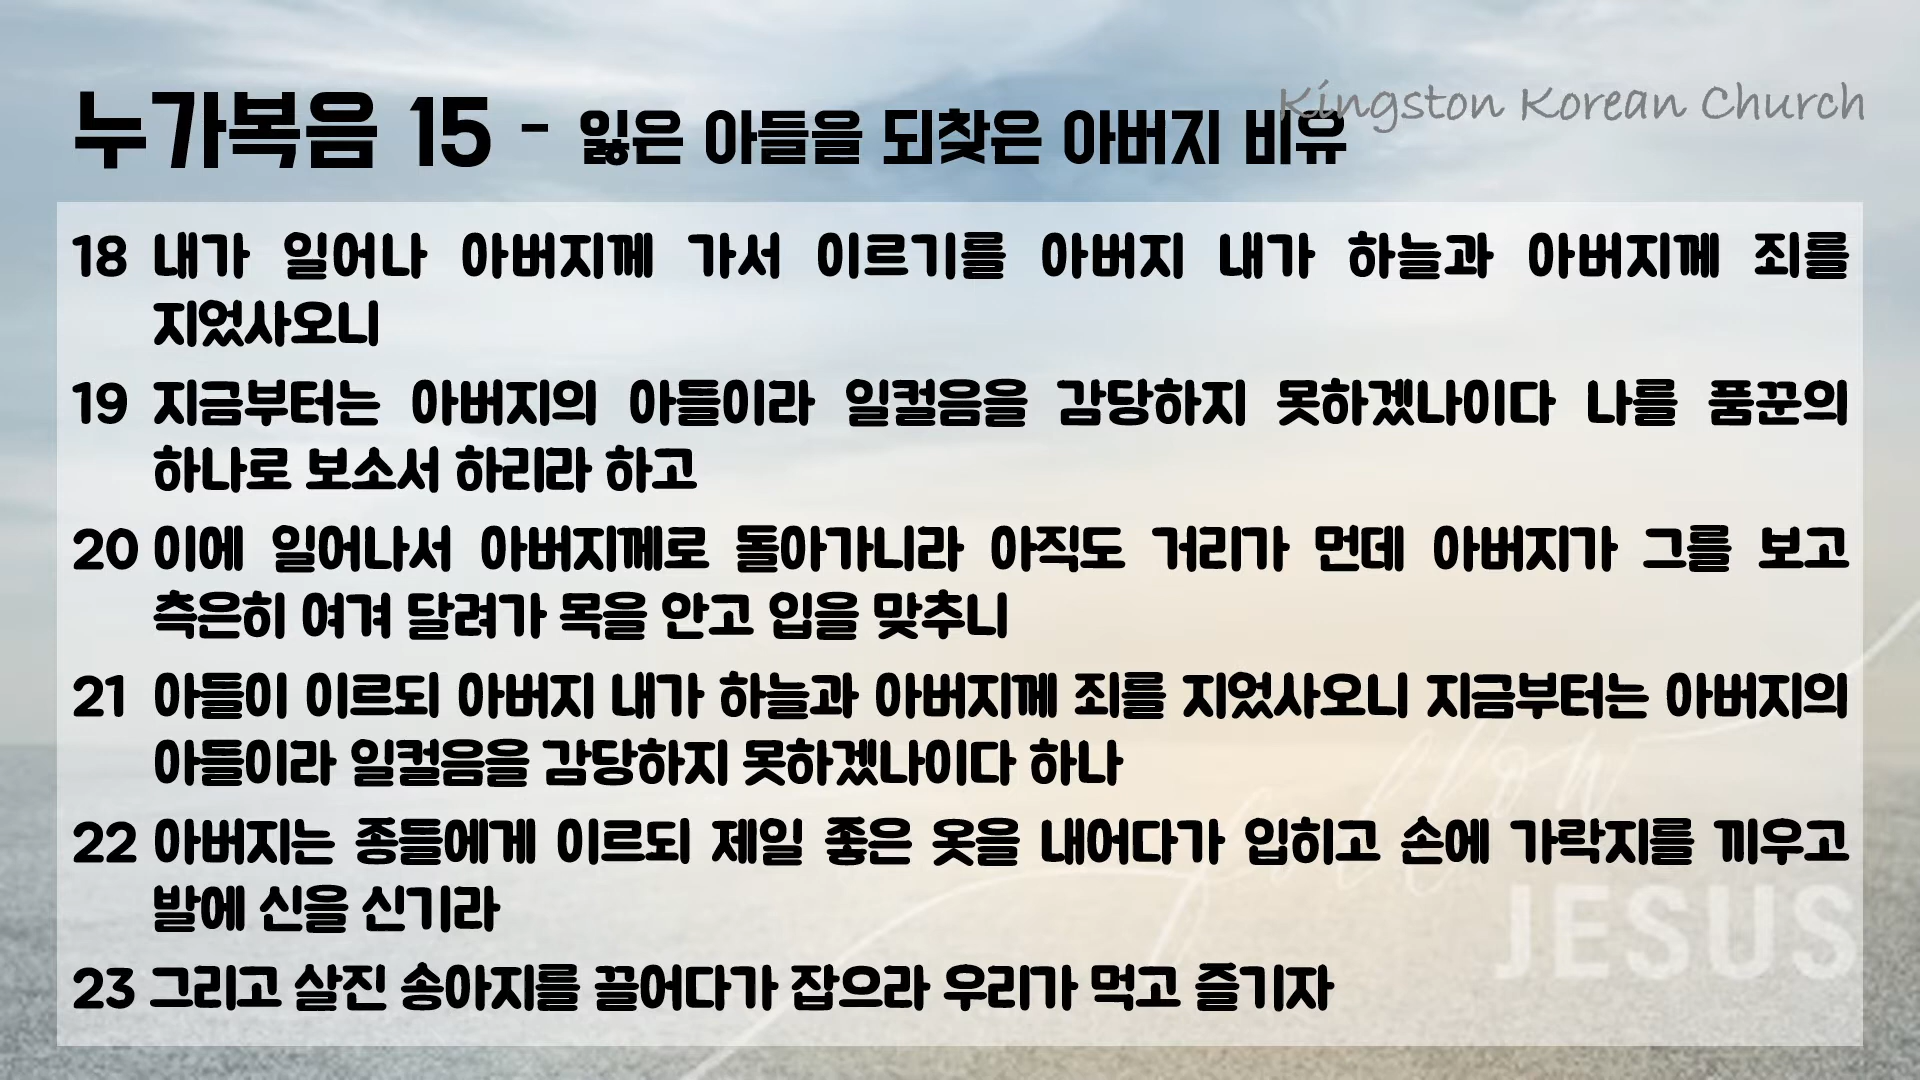 Kingston Korean Church
누가복음 15 - 잃은 아들을 되찾은 아버지 비유
18 내가 일어나 아버지께 가서 이르기를 아버지 내가 하늘과 아버지께 죄를
지었사오니
19 지금부터는 아버지의 아들이라 일컬음을 감당하지 못하겠나이다 나를 품꾼의
하나로 보소서 하리라 하고
20 이에 일어나서 아버지께로 돌아가니라 아직도 거리가 먼데 아버지가 그를 보고
측은히 여겨 달려가 목을 안고 입을 맞추니
21 아들이 이르되 아버지 내가 하늘과 아버지께 죄를 지었사오니 지금부터는 아버지의
아들이라 일컬음을 감당하지 못하겠나이다 하나
22 아버지는 종들에게 이르되 제일 좋은 옷을 내어다가 입히고 손에 가락지를 끼우고
발에 신을 신기라
23 그리고 살진 송아지를 끌어다가 잡으라 우리가 먹고 즐기자
follow
JESUS